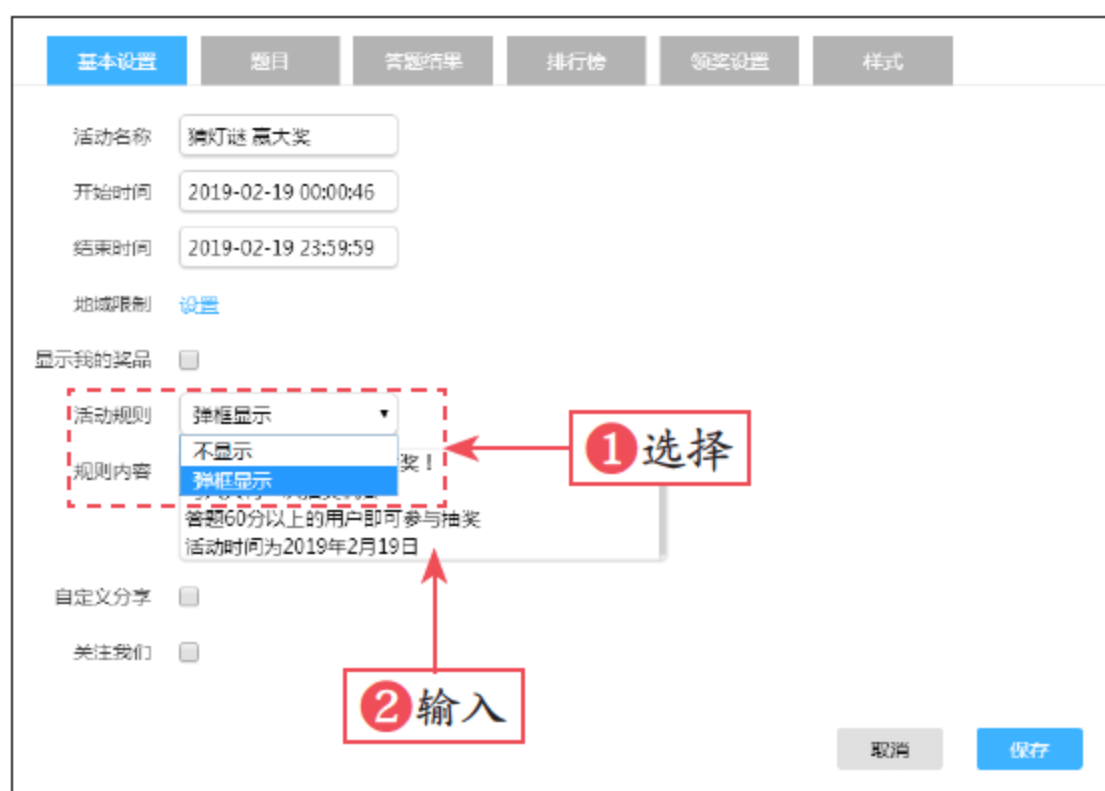 基本设置 题目 答题结果 排行榜 领奖设置 样式
活动名称 猜灯谜 赢大奖
开始时间 2019-02-19 00:00:46
结束时间 2019-02-19 23:59:59
地域限制 设置
显示我的奖品
活动规则 弹框显示
不显示
规则内容 弹框显示 奖！
答题60分以上的用户即可参与抽奖
活动时间为2019年2月19日
❶选择
自定义分享
关注我们
❷输入
取消 保存